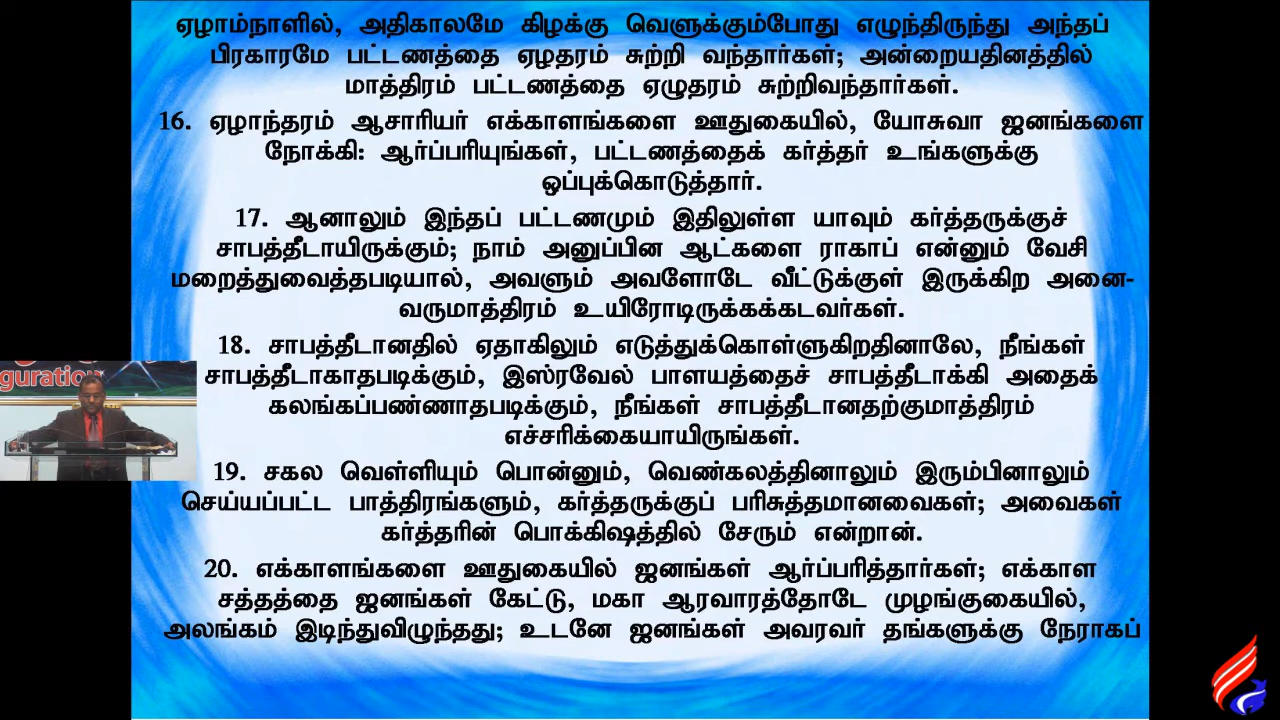 ஏழாம்நாளில், அதிகாலமே கிழக்கு வெளுக்கும்போது எழுந்திருந்து அந்தப்
பிரகாரமே பட்டணத்தை ஏழதரம் சுற்றி வந்தார்கள்; அன்றையதினத்தில்
மாத்திரம் பட்டணத்தை ஏழுதரம் சுற்றிவந்தார்கள்.
16. ஏழாந்தரம் ஆசாரியர் எக்காளங்களை ஊதுகையில், யோசுவா ஜனங்களை
நோக்கி: ஆர்ப்பரியுங்கள், பட்டணத்தைக் கர்த்தர் உங்களுக்கு
ஒப்புக்கொடுத்தார்.
17. ஆனாலும் இந்தப் பட்டணமும் இதிலுள்ள யாவும் கர்த்தருக்குச்
சாபத்தீடாயிருக்கும்; நாம் அனுப்பின ஆட்களை ராகாப் என்னும் வேசி
மறைத்துவைத்தபடியால், அவளும் அவளோடே வீட்டுக்குள் இருக்கிற அனை-
வருமாத்திரம் உயிரோடிருக்கக்கடவர்கள்.
18. சாபத்தீடானதில் ஏதாகிலும் எடுத்துக்கொள்ளுகிறதினாலே, நீங்கள்
சாபத்தீடாகாதபடிக்கும், இஸ்ரவேல் பாளயத்தைச் சாபத்தீடாக்கி அதைக்
கலங்கப்பண்ணாதபடிக்கும், நீங்கள் சாபத்தீடானதற்குமாத்திரம்
எச்சரிக்கையாயிருங்கள்.
19. சகல வெள்ளியும் பொன்னும், வெண்கலத்தினாலும் இரும்பினாலும்
செய்யப்பட்ட பாத்திரங்களும், கர்த்தருக்குப் பரிசுத்தமானவைகள்; அவைகள்
கர்த்தரின் பொக்கிஷத்தில் சேரும் என்றான்.
20. எக்காளங்களை ஊதுகையில் ஜனங்கள் ஆர்ப்பரித்தார்கள்; எக்காள
சத்தத்தை ஜனங்கள் கேட்டு, மகா ஆரவாரத்தோடே முழங்குகையில்,
அலங்கம் இடிந்துவிழுந்தது; உடனே ஜனங்கள் அவரவர் தங்களுக்கு நேராகப்
guration